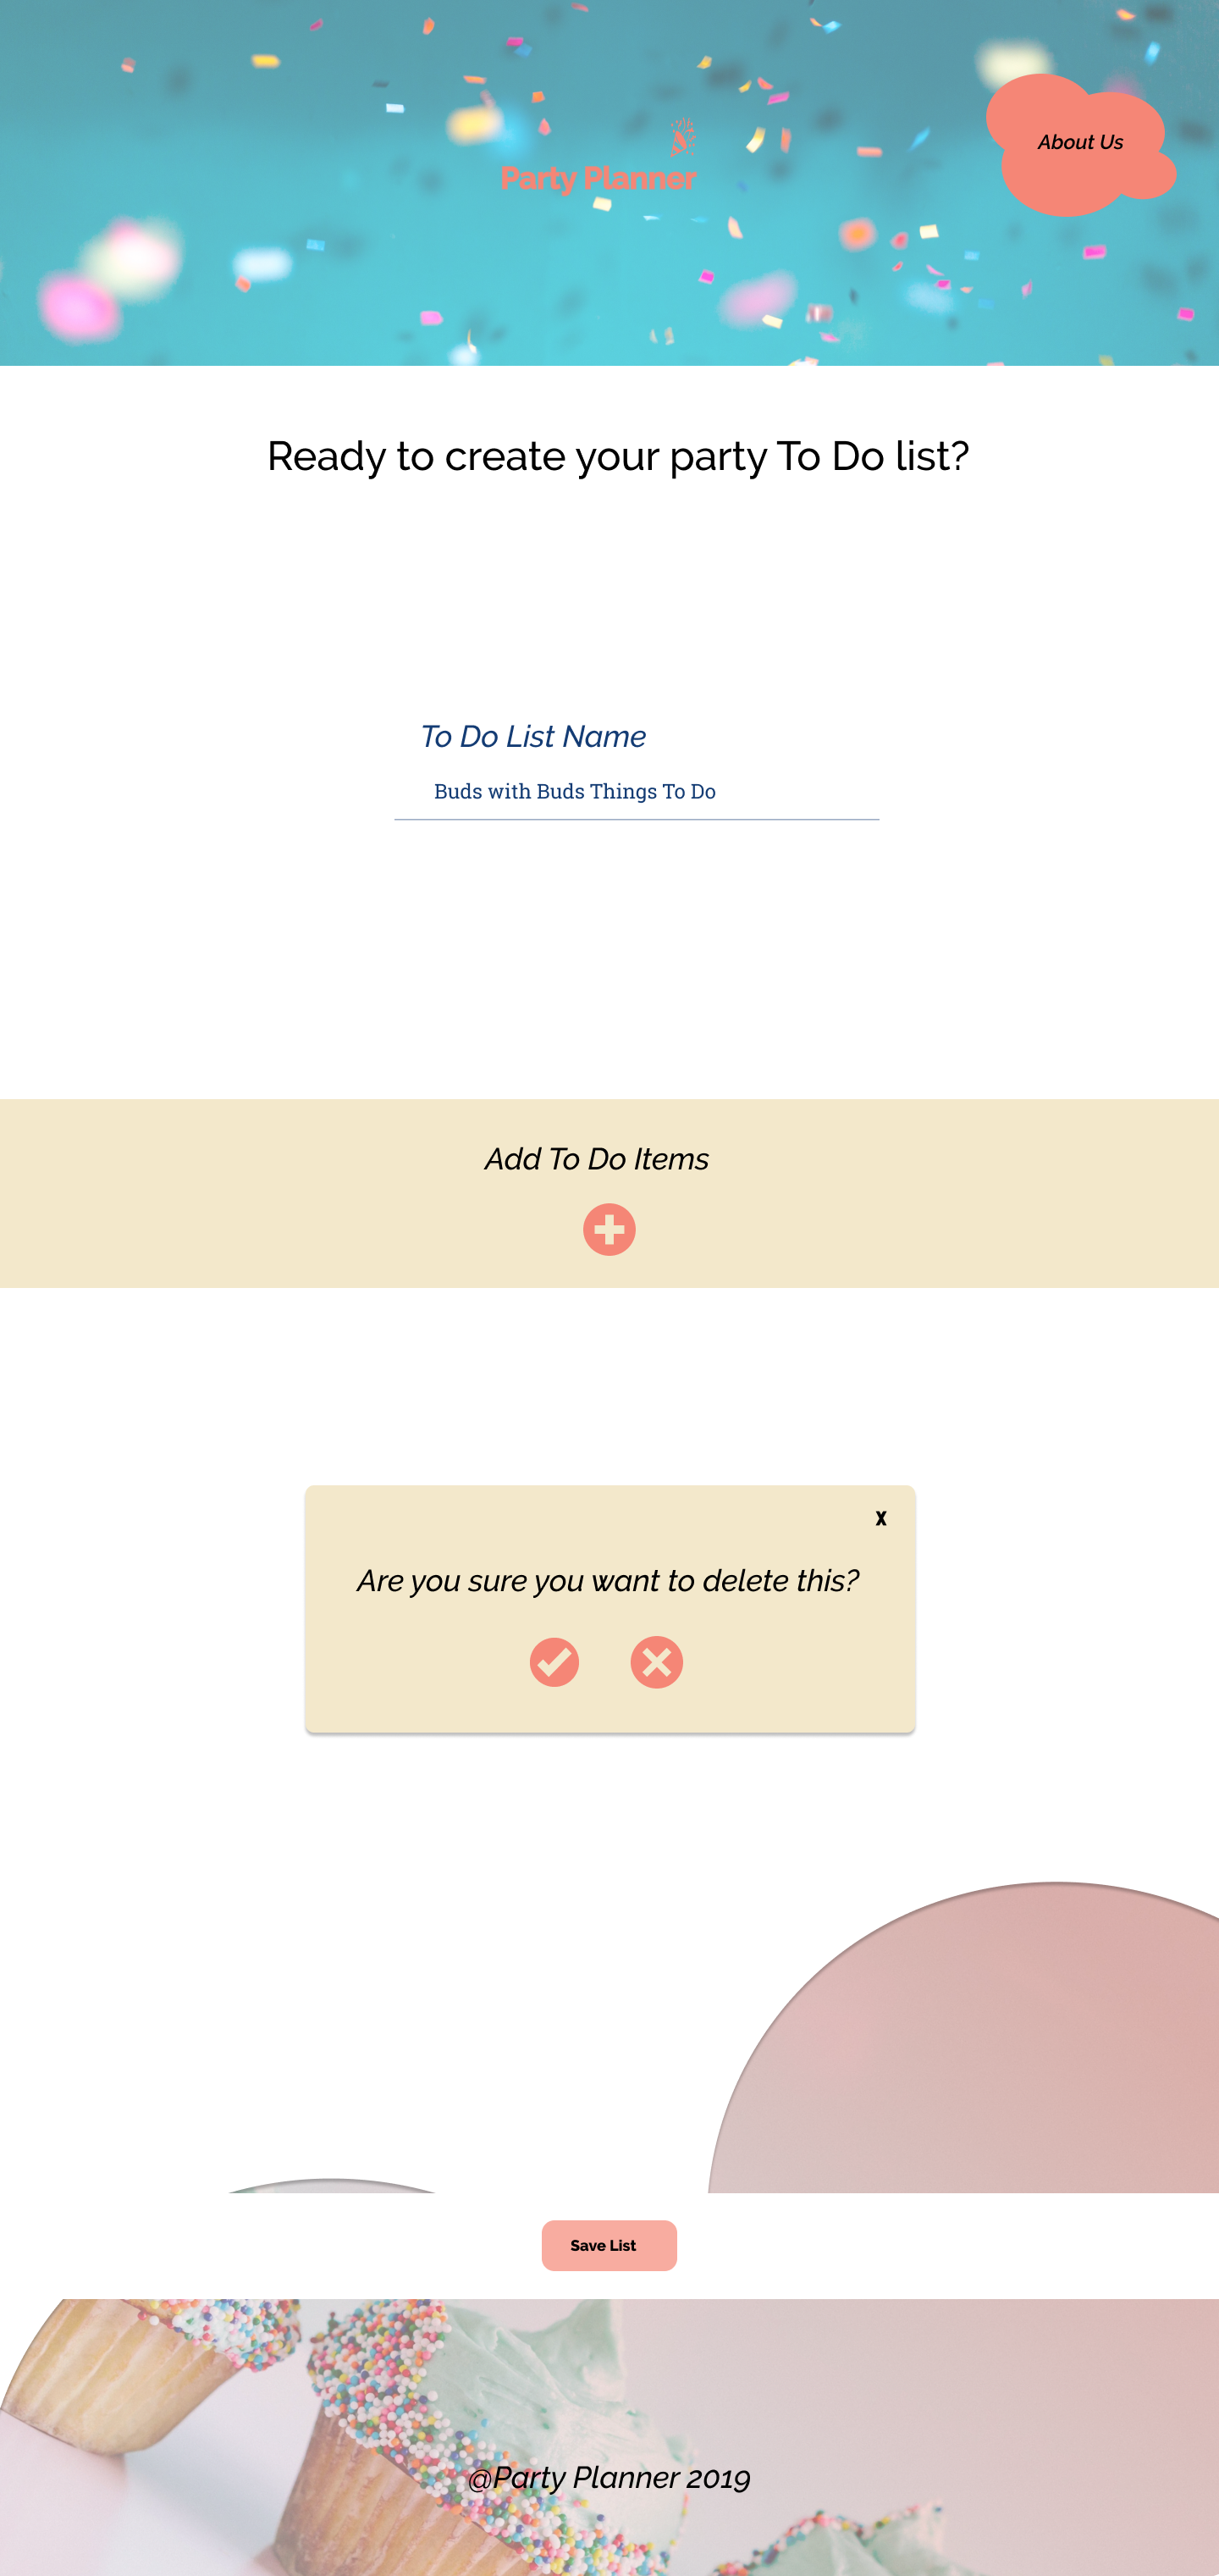 About Us
Party Planner
Ready to create your party To Do list?
To Do List Name
Buds with Buds Things To Do
Add To Do Items
X
Are you sure you want to delete this?
Save List
@Party Planner 2019